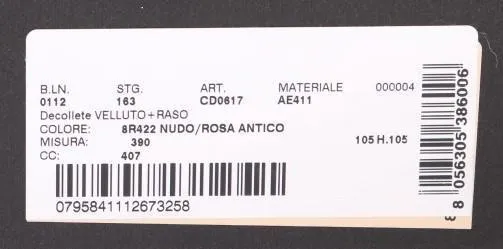 B.LN. STG. ART. MATERIALE 000004
0112 163 CD0617 AE411
Decollete VELLUTO+RASO
COLORE: 8R422 NUDO/ROSA ANTICO
MISURA: 390 105 H.105
CC: 407
0795841112673258
8 056305 386006